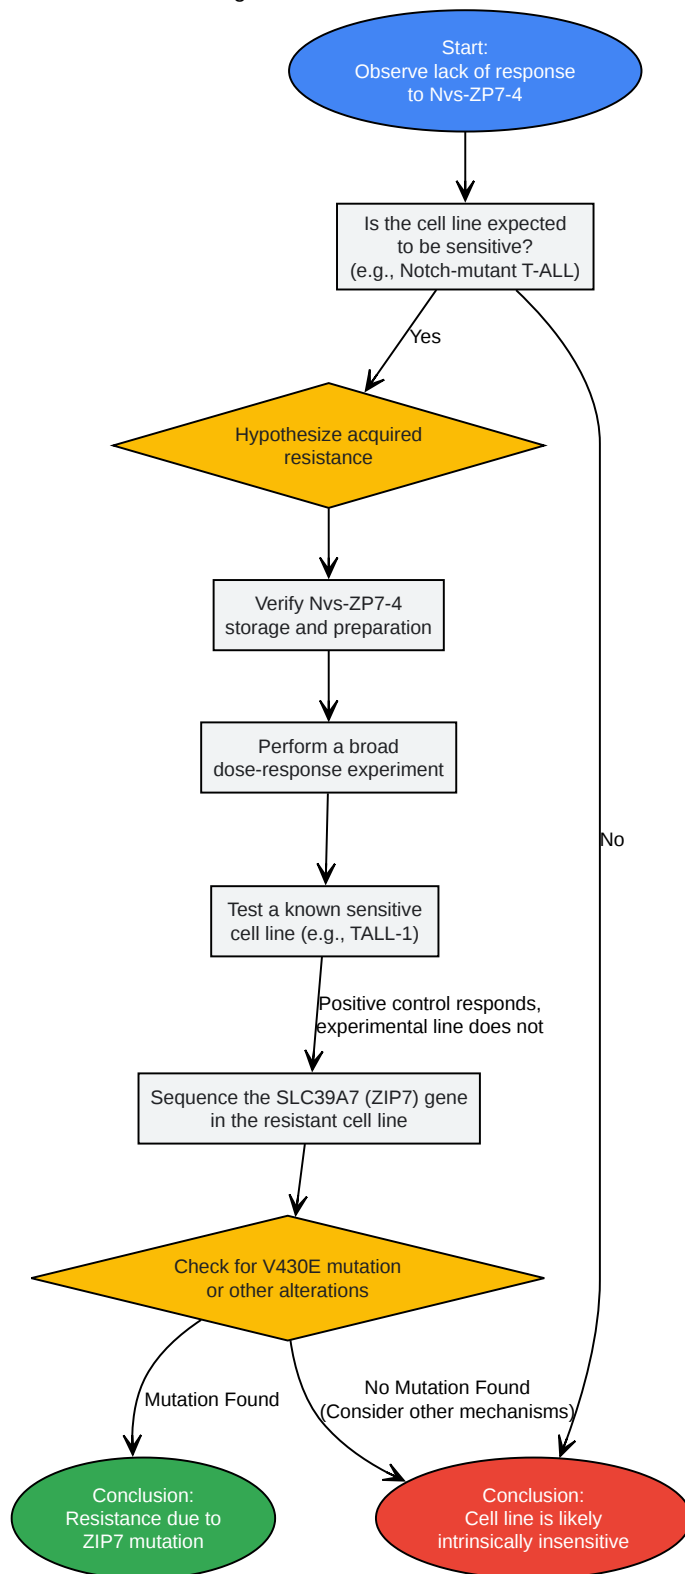 Start:
Observe lack of response
to Nvs-ZP7-4
Is the cell line expected
to be sensitive?
(e.g., Notch-mutant T-ALL)
Yes
Hypothesize acquired
resistance
Verify Nvs-ZP7-4
storage and preparation
Perform a broad
dose-response experiment
No
Test a known sensitive
cell line (e.g., TALL-1)
Positive control responds,
experimental line does not
Sequence the SLC39A7 (ZIP7) gene
in the resistant cell line
Check for V430E mutation
or other alterations
Mutation Found
No Mutation Found
(Consider other mechanisms)
Conclusion:
Resistance due to
ZIP7 mutation
Conclusion:
Cell line is likely
intrinsically insensitive